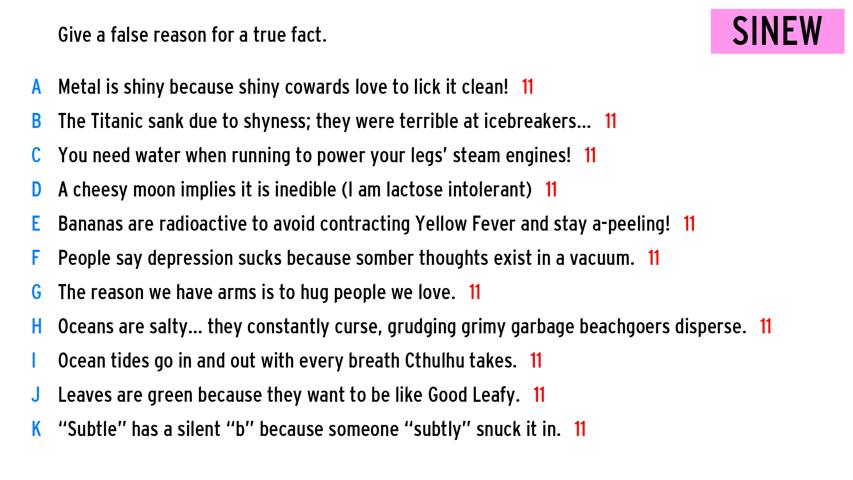 Give a false reason for a true fact.
SINEW
A Metal is shiny because shiny cowards love to lick it clean! 11
B The Titanic sank due to shyness; they were terrible at icebreakers... 11
C You need water when running to power your legs’ steam engines! 11
D A cheesy moon implies it is inedible (I am lactose intolerant) 11
E Bananas are radioactive to avoid contracting Yellow Fever and stay a-peeling! 11
F People say depression sucks because somber thoughts exist in a vacuum. 11
G The reason we have arms is to hug people we love. 11
H Oceans are salty... they constantly curse, grudging grimy garbage beachgoers disperse. 11
I Ocean tides go in and out with every breath Cthulhu takes. 11
J Leaves are green because they want to be like Good Leafy. 11
K “Subtle” has a silent “b” because someone “subtly” snuck it in. 11